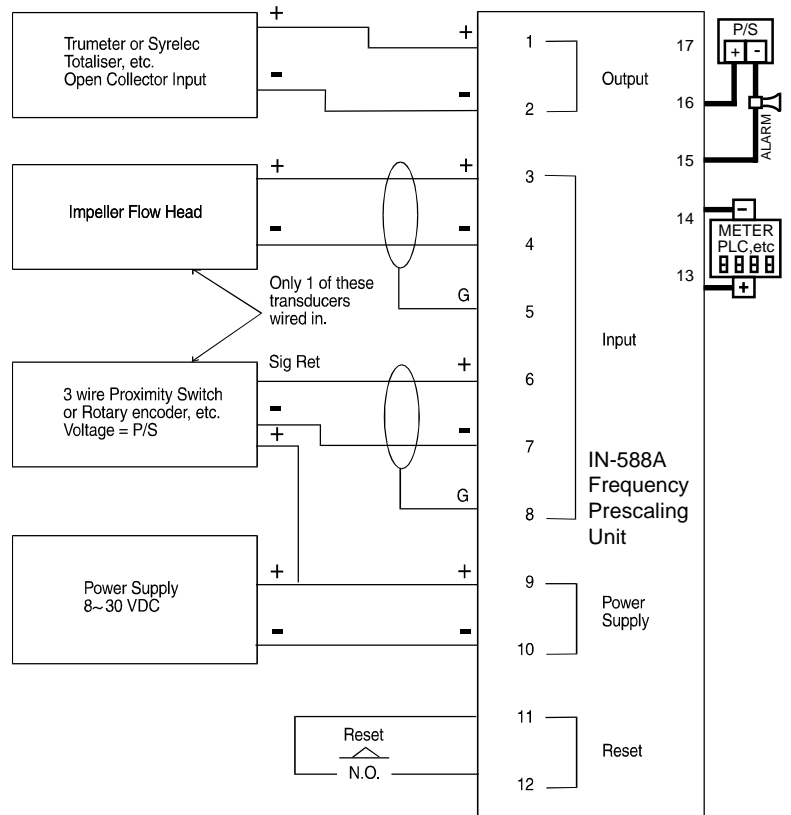 +
Trumeter or Syrelec
Totaliser, etc.
Open Collector Input
-
+
-
1
2
Output
17
16
15
14
13
P/S
+ -
ALARM
-
METER
PLC,etc
+
Impeller Flow Head
+
-
+
-
G
3
4
5
Only 1 of these
transducers
wired in.
Input
3 wire Proximity Switch
or Rotary encoder, etc.
Voltage = P/S
Sig Ret
-
+
+
-
G
6
7
8
IN-588A
Frequency
Prescaling
Unit
Power Supply
8~30 VDC
+
-
+
-
9
10
Power
Supply
Reset
N.O.
11
12
Reset